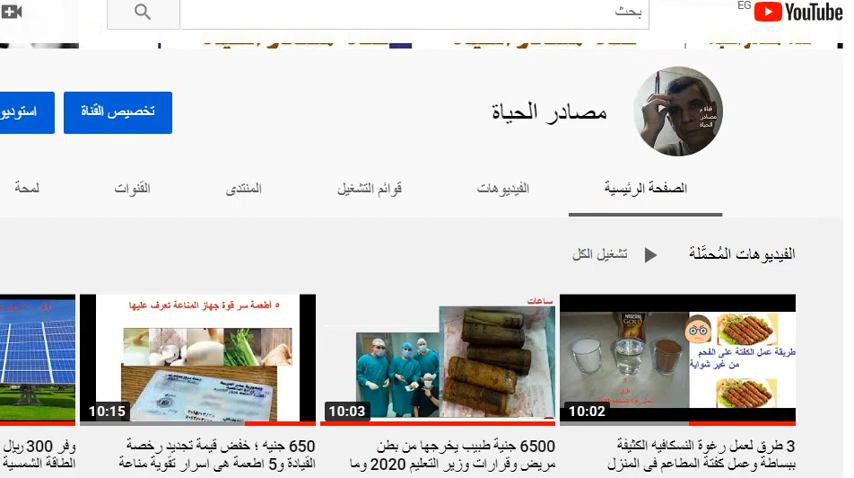 YouTube EG
بحث
مصادر الحياة
تخصيص القناة
استوديو
الصفحة الرئيسية
الفيديوهات
قوائم التشغيل
المنتدى
القنوات
لمحة
الفيديوهات المُحمَّلة
تشغيل الكل
طريقة عمل الكفتة على الفحم
من غير شواية
10:02
ساعات
10:03
٥ أطعمة سر قوة جهاز المناعة تعرف عليها
10:15
3 طرق لعمل رغوة النسكافيه الكثيفة
ببساطة وعمل كفتة المطاعم فى المنزل
6500 جنية طبيب يخرجها من بطن
مريض وقرارات وزير التعليم 2020 وما
650 جنيه ؛ خفض قيمة تجديد رخصة
القيادة و5 اطعمة هى اسرار تقوية مناعة
وفر 300 ريال
الطاقة الشمسية